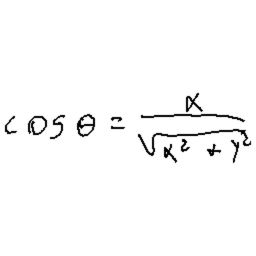 cos θ = x / √(x² + y²)